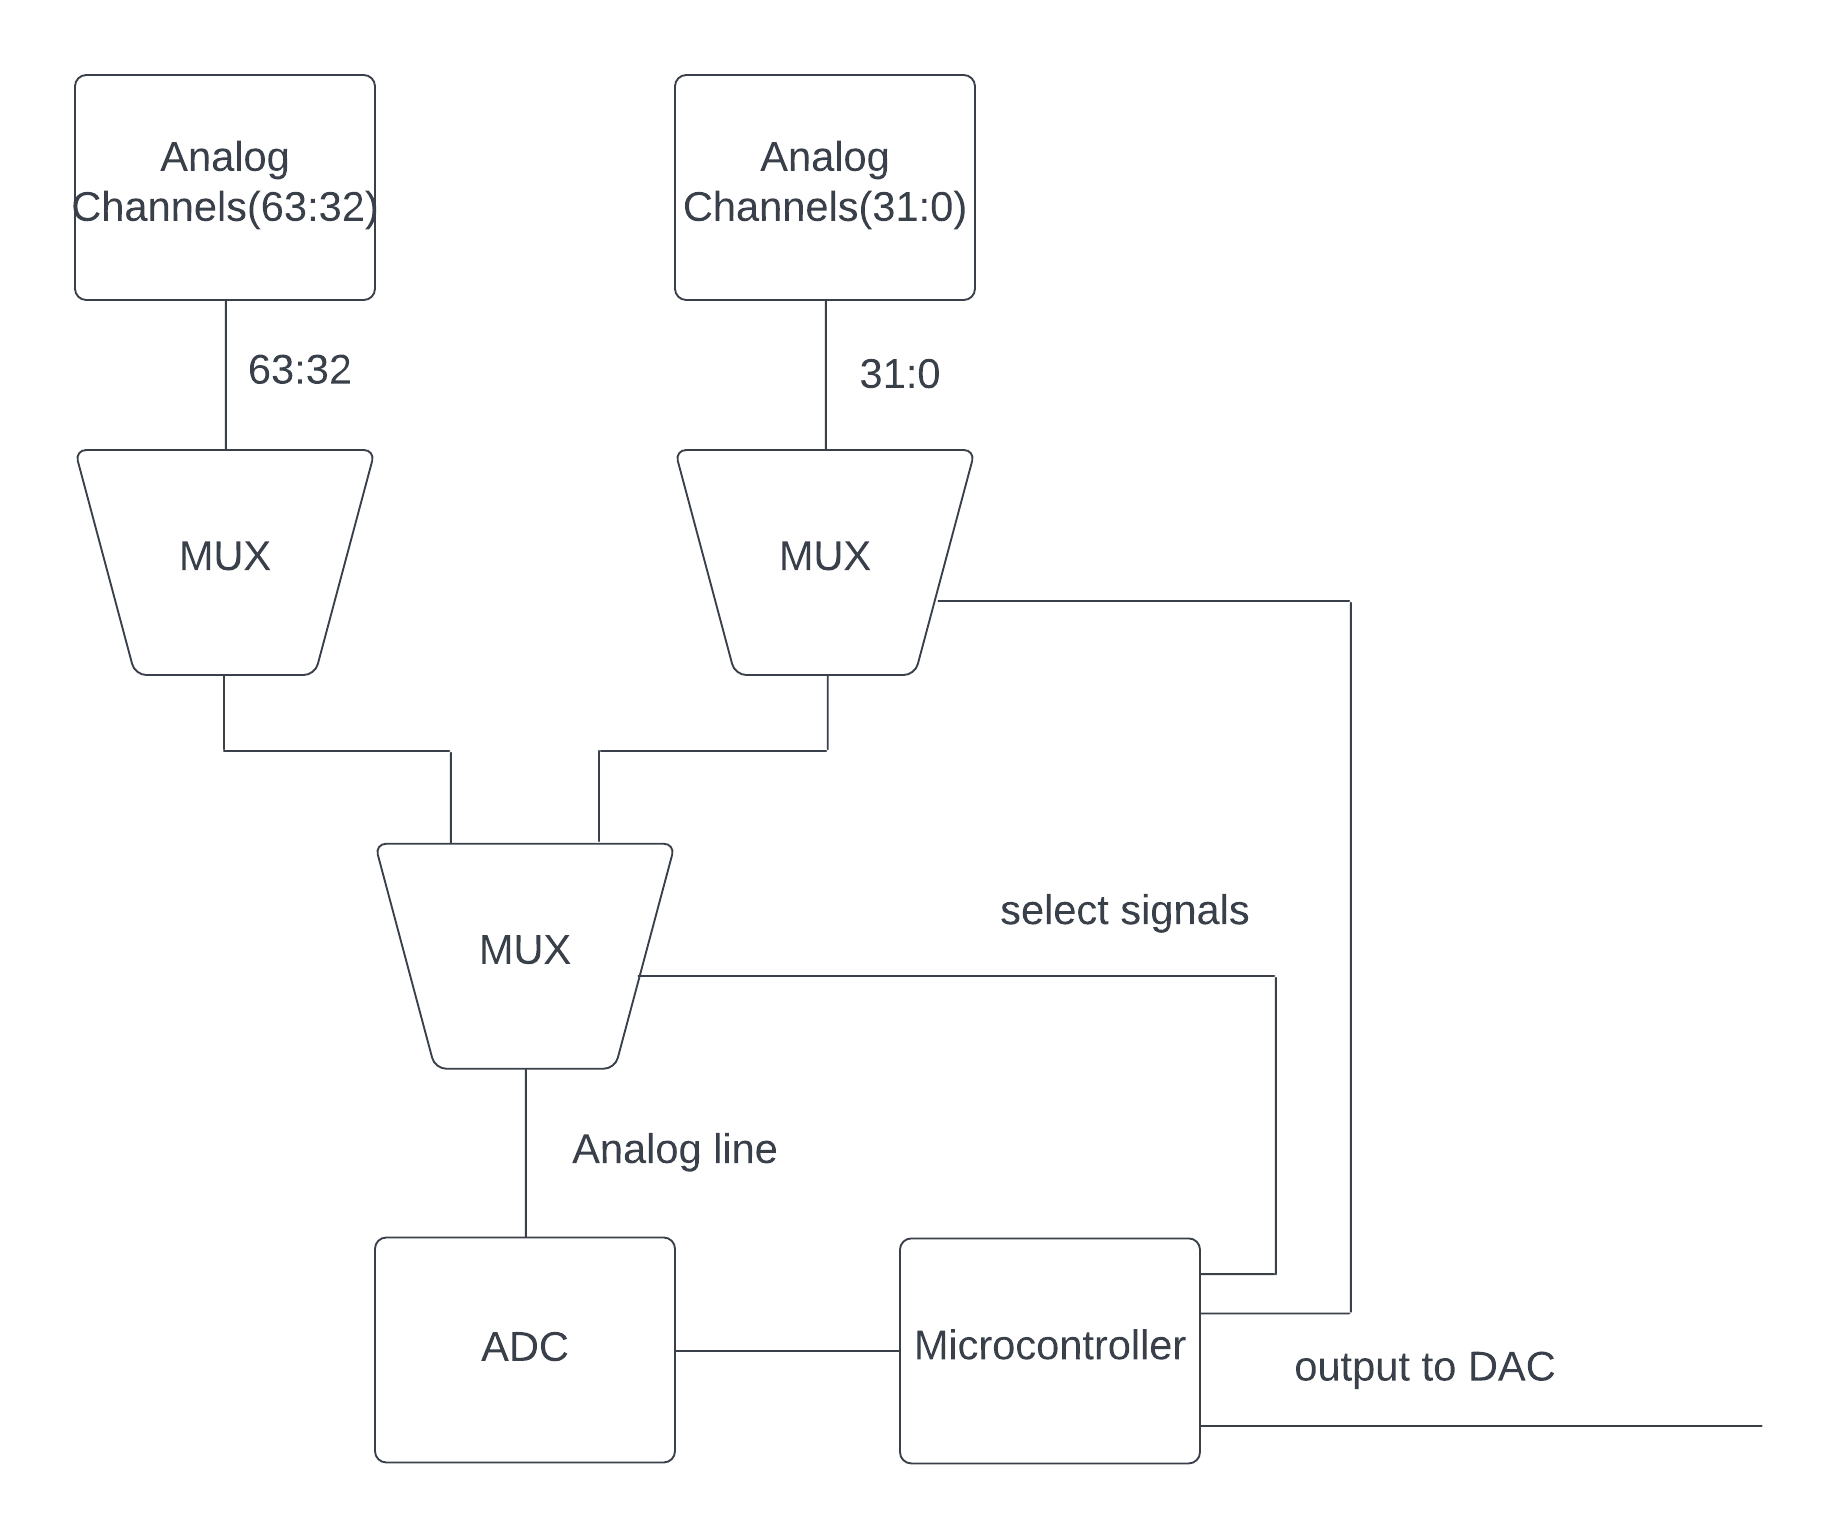 Analog
Channels(63:32)
Analog
Channels(31:0)
63:32
31:0
MUX
MUX
MUX
select signals
Analog line
ADC
Microcontroller
output to DAC